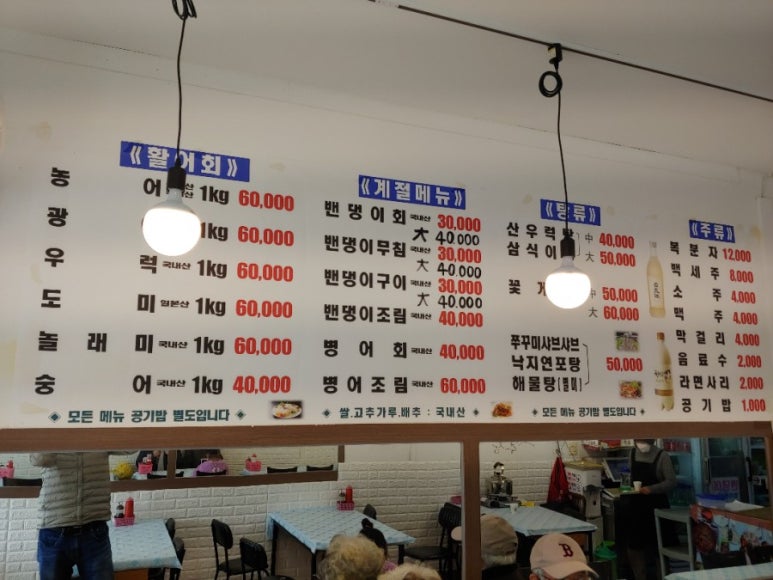 《활어회》
농 어 1kg 60,000
광 1kg 60,000
우 럭 국내산 1kg 60,000
도 미 일본산 1kg 60,000
놀 래 미 국내산 1kg 60,000
숭 어 국내산 1kg 40,000
◈ 모든 메뉴 공기밥 별도입니다 ◈
《계절메뉴》
밴댕이회 국내산 30,000
大 40.000
밴댕이무침 국내산 30,000
大 40.000
밴댕이구이 국내산 30,000
大 40.000
밴댕이조림 국내산 40,000
병 어 회 국내산 40,000
병어조림 국내산 60,000
◈ 쌀.고추가루.배추 : 국내산 ◈
《탕류》
산우럭탕 中 40,000
삼식이 大 50,000
꽃 게 中 50,000
大 60,000
쭈꾸미샤브샤브
낙지연포탕 50,000
해물탕(별미)
◈ 모든 메뉴 공기밥 별도입니다 ◈
《주류》
복분자 12,000
백세주 8,000
소 주 4,000
맥 주 4,000
막걸리 4,000
음료수 2,000
라면사리 2,000
공기밥 1,000
B